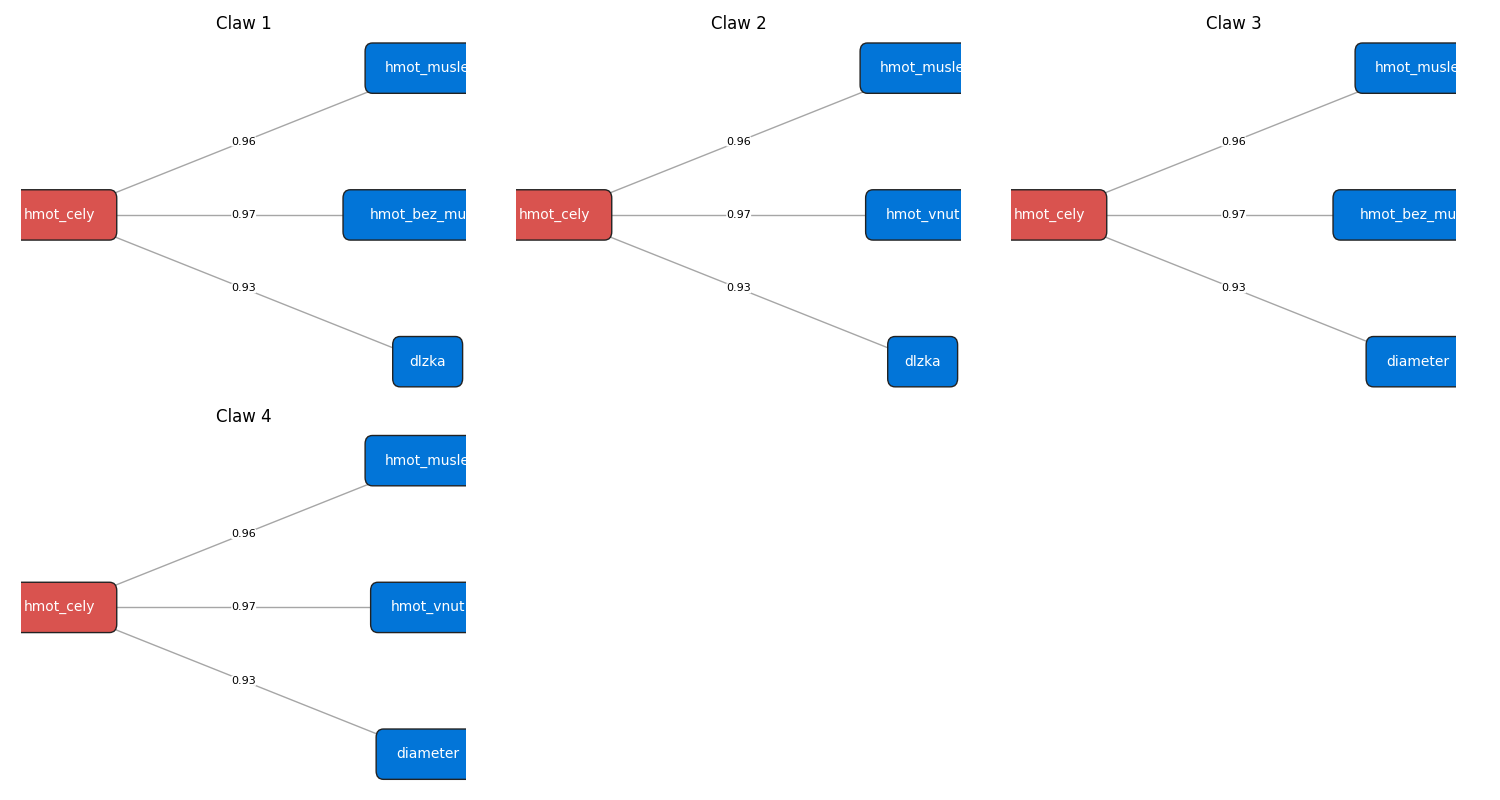 Claw 1
hmot_musle
0.96
hmot_cely
0.97
hmot_bez_mu
0.93
dlzka
Claw 2
hmot_musle
0.96
hmot_cely
0.97
hmot_vnut
0.93
dlzka
Claw 3
hmot_musle
0.96
hmot_cely
0.97
hmot_bez_mu
0.93
diameter
Claw 4
hmot_musle
0.96
hmot_cely
0.97
hmot_vnut
0.93
diameter